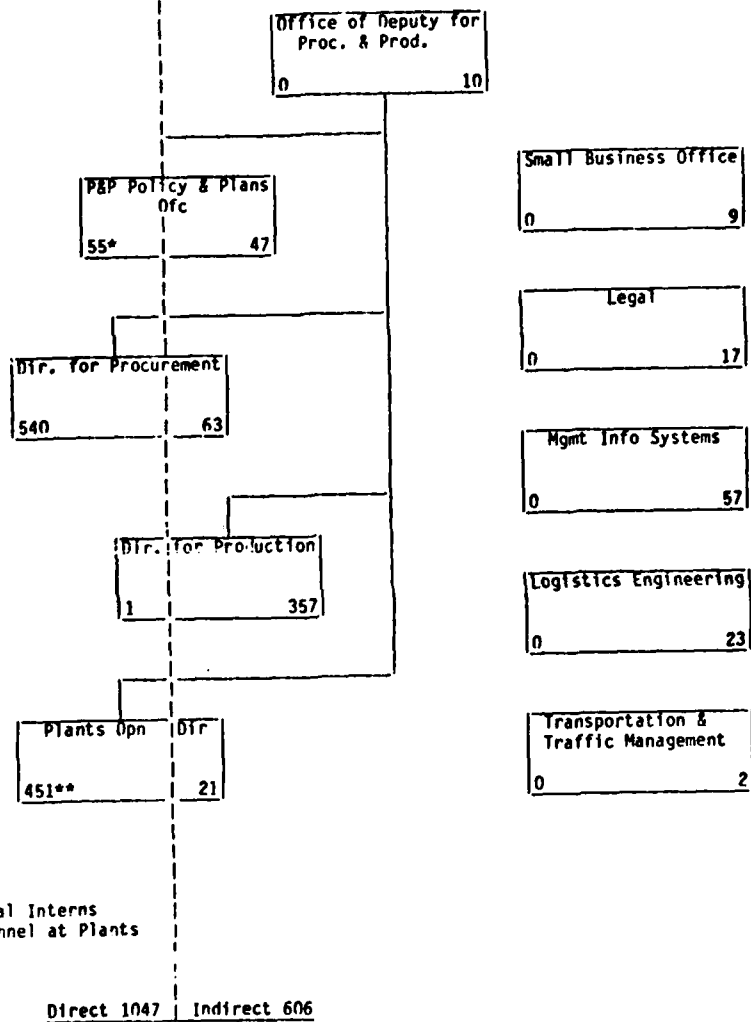 Office of Deputy for
Proc. & Prod.
0 10
P&P Policy & Plans
Ofc
55* 47
Dir. for Procurement
540 63
Dir. for Production
1 357
Plants Opn Dir
451** 21
Small Business Office
0 9
Legal
0 17
Mgmt Info Systems
0 57
Logistics Engineering
0 23
Transportation &
Traffic Management
0 2
al Interns
nnel at Plants
Direct 1047 Indirect 606